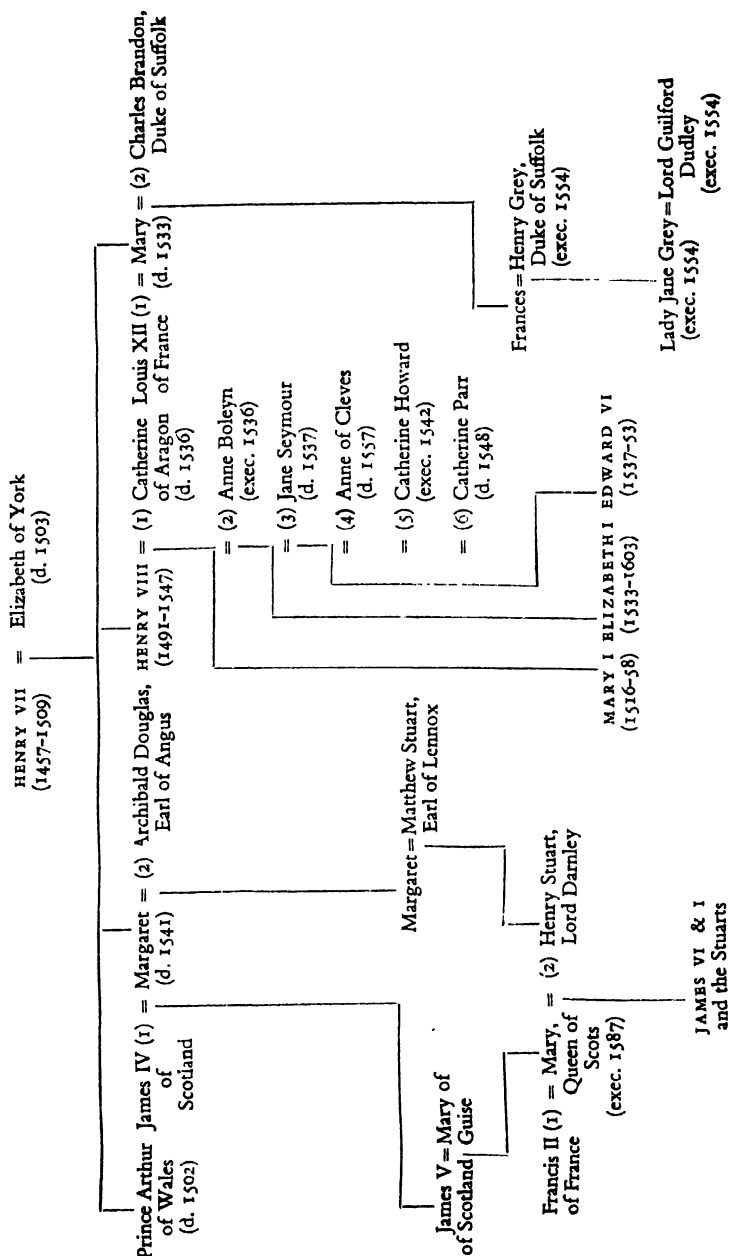 HENRY VII = Elizabeth of York
(1457-1509) (d. 1503)
Prince Arthur James IV (1) = Margaret = (2) Archibald Douglas, HENRY VIII = (1) Catherine Louis XII (1) = Mary = (2) Charles Brandon,
of Wales of (d. 1541) Earl of Angus (1491-1547) of Aragon of France (d. 1533) Duke of Suffolk
(d. 1502) Scotland (d. 1536)
= (2) Anne Boleyn
(exec. 1536)
= (3) Jane Seymour
(d. 1537)
= (4) Anne of Cleves
(d. 1557)
= (5) Catherine Howard
(exec. 1542)
= (6) Catherine Parr
(d. 1548)
James V = Mary of
of Scotland Guise
Margaret = Matthew Stuart,
Earl of Lennox
Francis II (1) = Mary, = (2) Henry Stuart,
of France Queen of Lord Darnley
Scots
(exec. 1587)
Frances = Henry Grey,
Duke of Suffolk
(exec. 1554)
MARY I ELIZABETH I EDWARD VI
(1516-58) (1533-1603) (1537-53)
Lady Jane Grey = Lord Guilford
(exec. 1554) Dudley
(exec. 1554)
JAMES VI & I
and the Stuarts